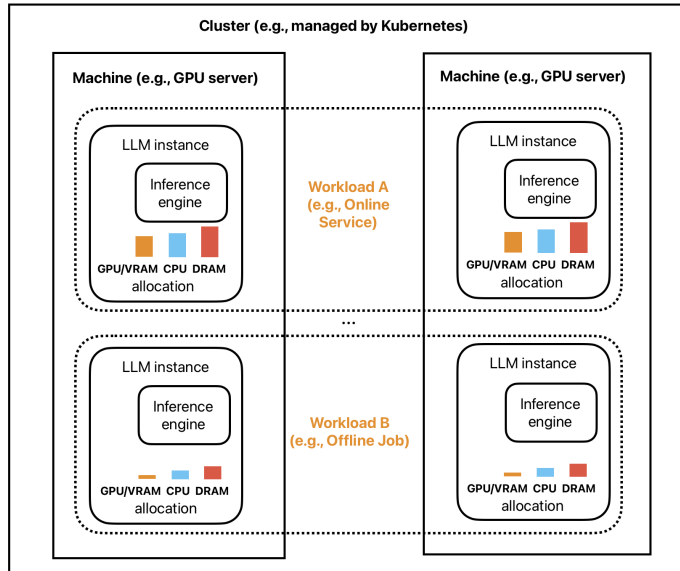 Cluster (e.g., managed by Kubernetes)
Machine (e.g., GPU server)
Machine (e.g., GPU server)
LLM instance
Inference
engine
GPU/VRAM CPU DRAM
allocation
Workload A
(e.g., Online
Service)
LLM instance
Inference
engine
GPU/VRAM CPU DRAM
allocation
...
LLM instance
Inference
engine
GPU/VRAM CPU DRAM
allocation
Workload B
(e.g., Offline Job)
LLM instance
Inference
engine
GPU/VRAM CPU DRAM
allocation